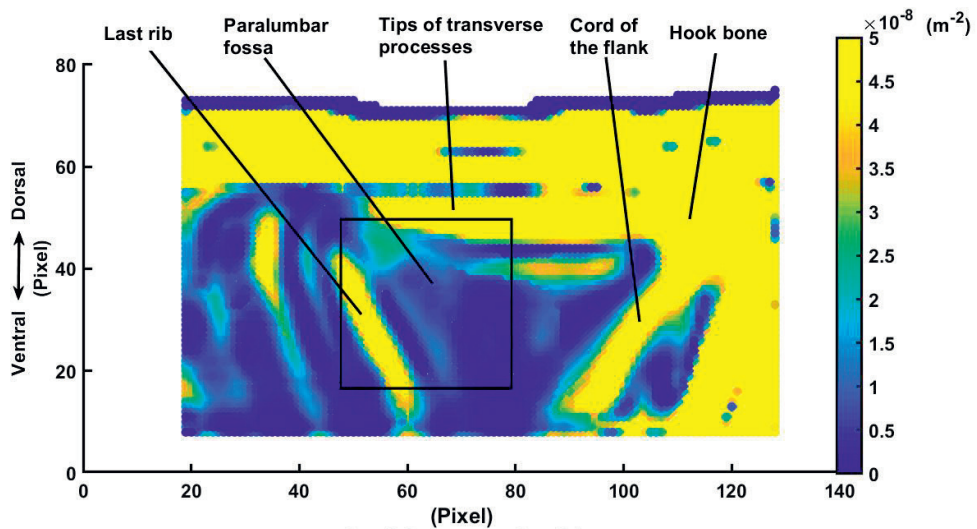 Last rib
Paralumbar
fossa
Tips of transverse
processes
Cord of
the flank
Hook bone
×10⁻⁸ (m⁻²)
80
60
40
20
0
Ventral ↔ Dorsal
(Pixel)
0 20 40 60 80 100 120 140
(Pixel)
5
4.5
4
3.5
3
2.5
2
1.5
1
0.5
0